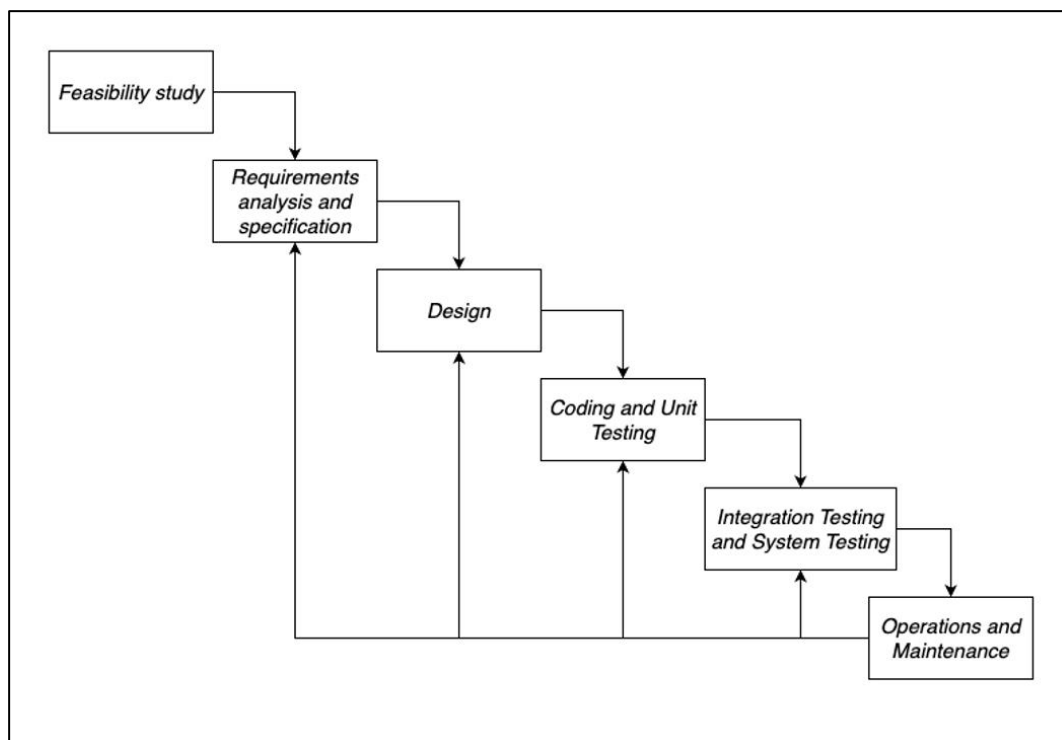 Feasibility study
Requirements
analysis and
specification
Design
Coding and Unit
Testing
Integration Testing
and System Testing
Operations and
Maintenance